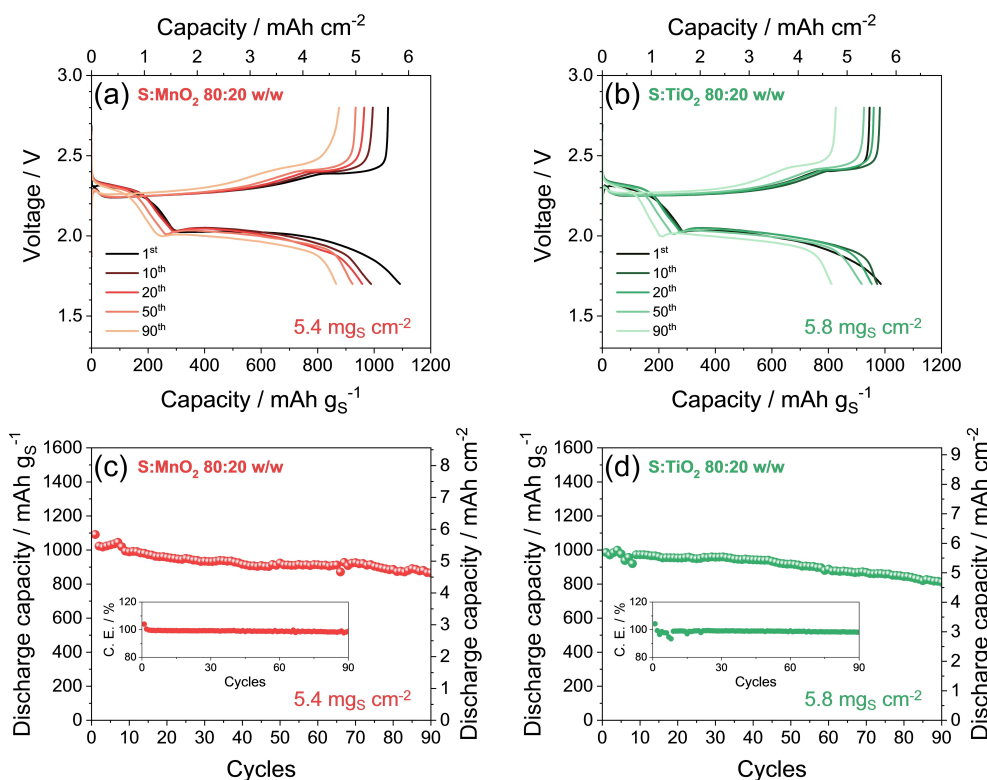 Capacity / mAh cm-2
0 1 2 3 4 5 6
3.0
2.5
2.0
1.5
Voltage / V
(a)
S:MnO2 80:20 w/w
1st
10th
20th
50th
90th
5.4 mgS cm-2
0 200 400 600 800 1000 1200
Capacity / mAh gS-1
Capacity / mAh cm-2
0 1 2 3 4 5 6
3.0
2.5
2.0
1.5
Voltage / V
(b)
S:TiO2 80:20 w/w
1st
10th
20th
50th
90th
5.8 mgS cm-2
0 200 400 600 800 1000 1200
Capacity / mAh gS-1
Discharge capacity / mAh gS-1
1600
1400
1200
1000
800
600
400
200
0
(c)
S:MnO2 80:20 w/w
C. E. / %
120
100
80
0 30 60 90
Cycles
5.4 mgS cm-2
0 10 20 30 40 50 60 70 80 90
Cycles
8
7
6
5
4
3
2
1
0
Discharge capacity / mAh cm-2
Discharge capacity / mAh gS-1
1600
1400
1200
1000
800
600
400
200
0
(d)
S:TiO2 80:20 w/w
C. E. / %
120
100
80
0 30 60 90
Cycles
5.8 mgS cm-2
0 10 20 30 40 50 60 70 80 90
Cycles
9
8
7
6
5
4
3
2
1
0
Discharge capacity / mAh cm-2